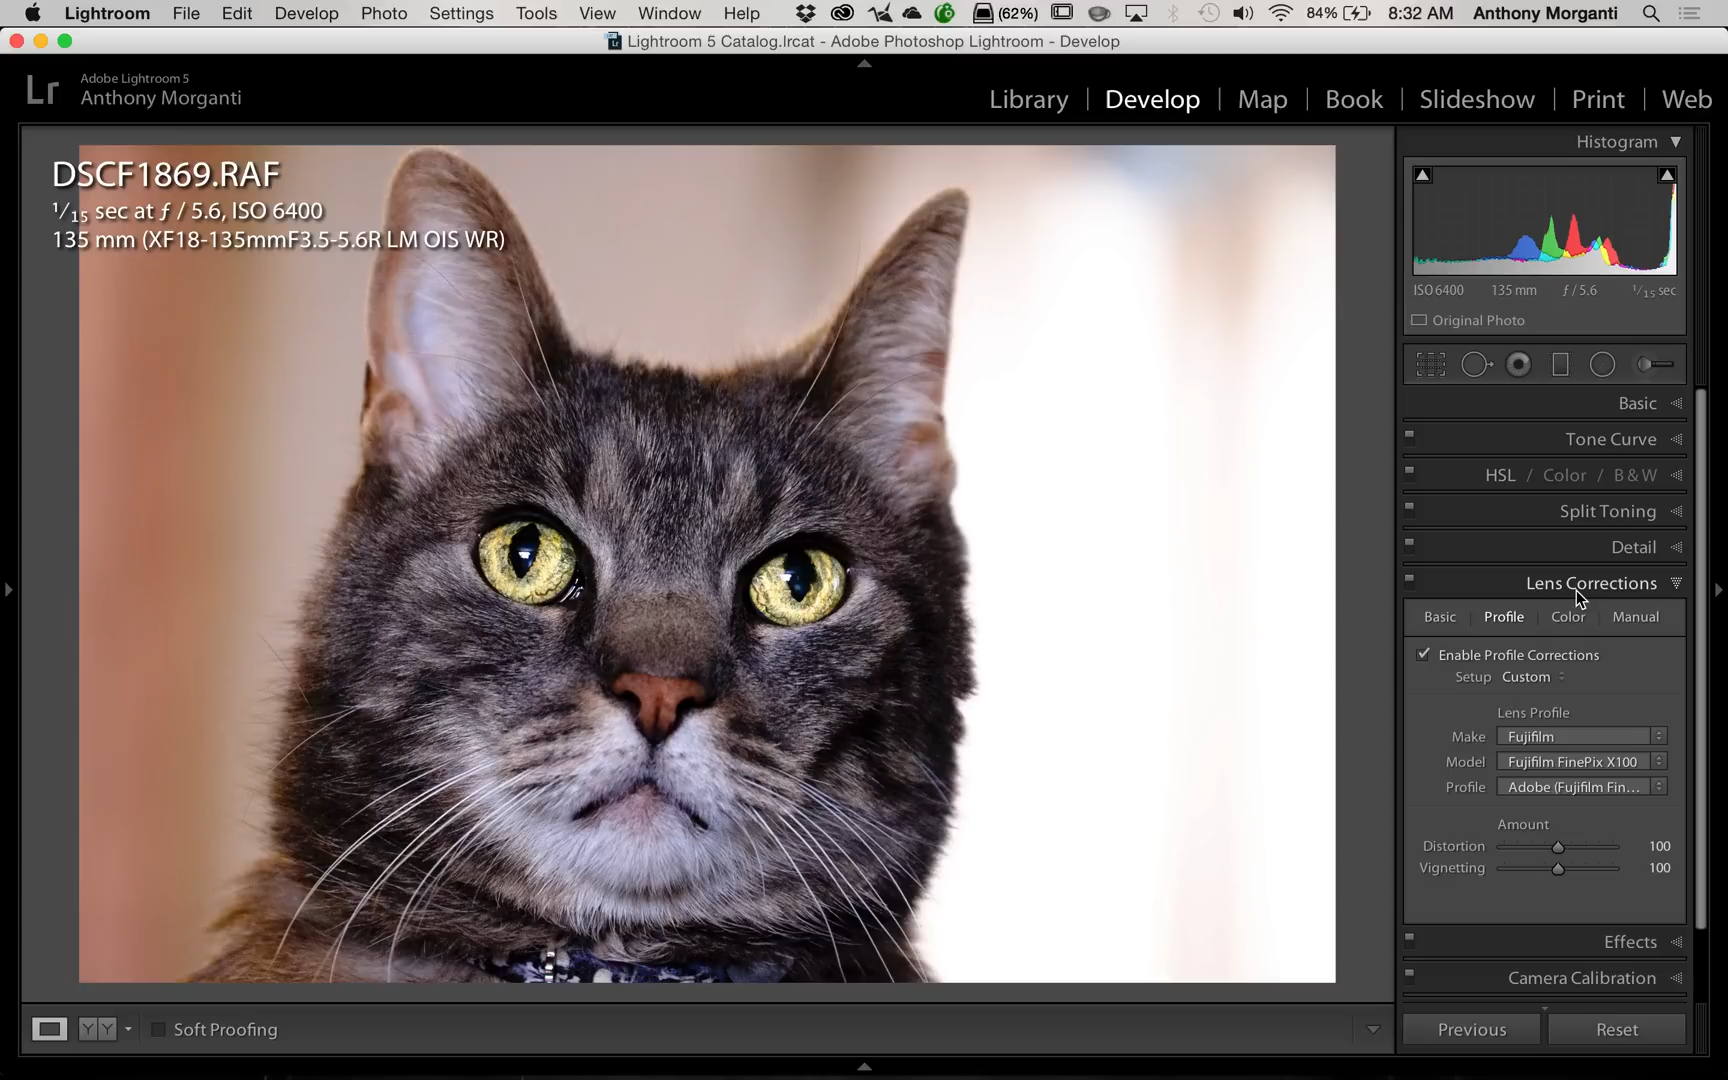 Lightroom File Edit Develop Photo Settings Tools View Window Help (62%) 84% 8:32 AM Anthony Morganti
Lightroom 5 Catalog.lrcat - Adobe Photoshop Lightroom - Develop
Lr
Adobe Lightroom 5
Anthony Morganti
Library | Develop | Map | Book | Slideshow | Print | Web
DSCF1869.RAF
1/15 sec at ƒ / 5.6, ISO 6400
135 mm (XF18-135mmF3.5-5.6R LM OIS WR)
Histogram
ISO 6400 135 mm ƒ / 5.6 1/15 sec
Original Photo
Basic
Tone Curve
HSL / Color / B & W
Split Toning
Detail
Lens Corrections
Basic | Profile | Color | Manual
Enable Profile Corrections
Setup Custom
Lens Profile
Make Fujifilm
Model Fujifilm FinePix X100
Profile Adobe (Fujifilm Fin...
Amount
Distortion 100
Vignetting 100
Effects
Camera Calibration
YY Soft Proofing
Previous Reset